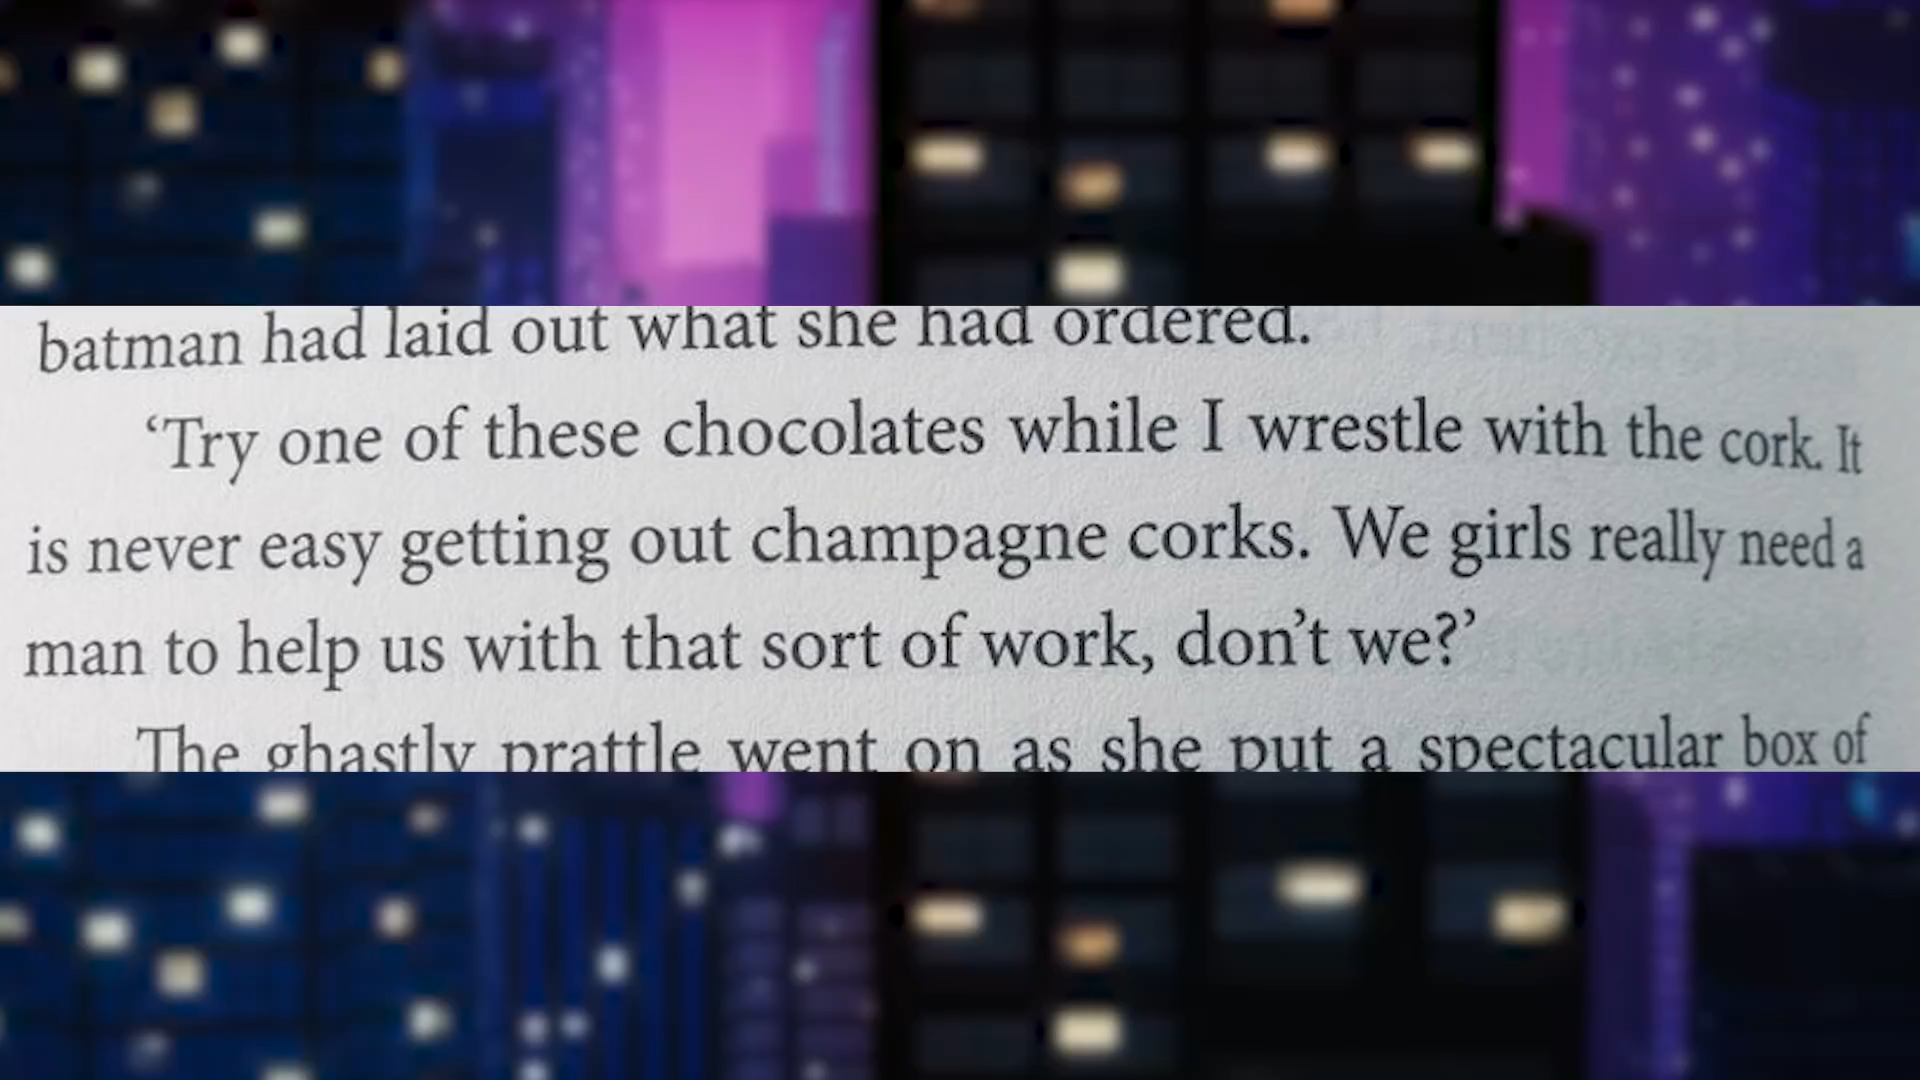 batman had laid out what she had ordered.
‘Try one of these chocolates while I wrestle with the cork. It
is never easy getting out champagne corks. We girls really need a
man to help us with that sort of work, don’t we?’
The ghastly prattle went on as she put a spectacular box of